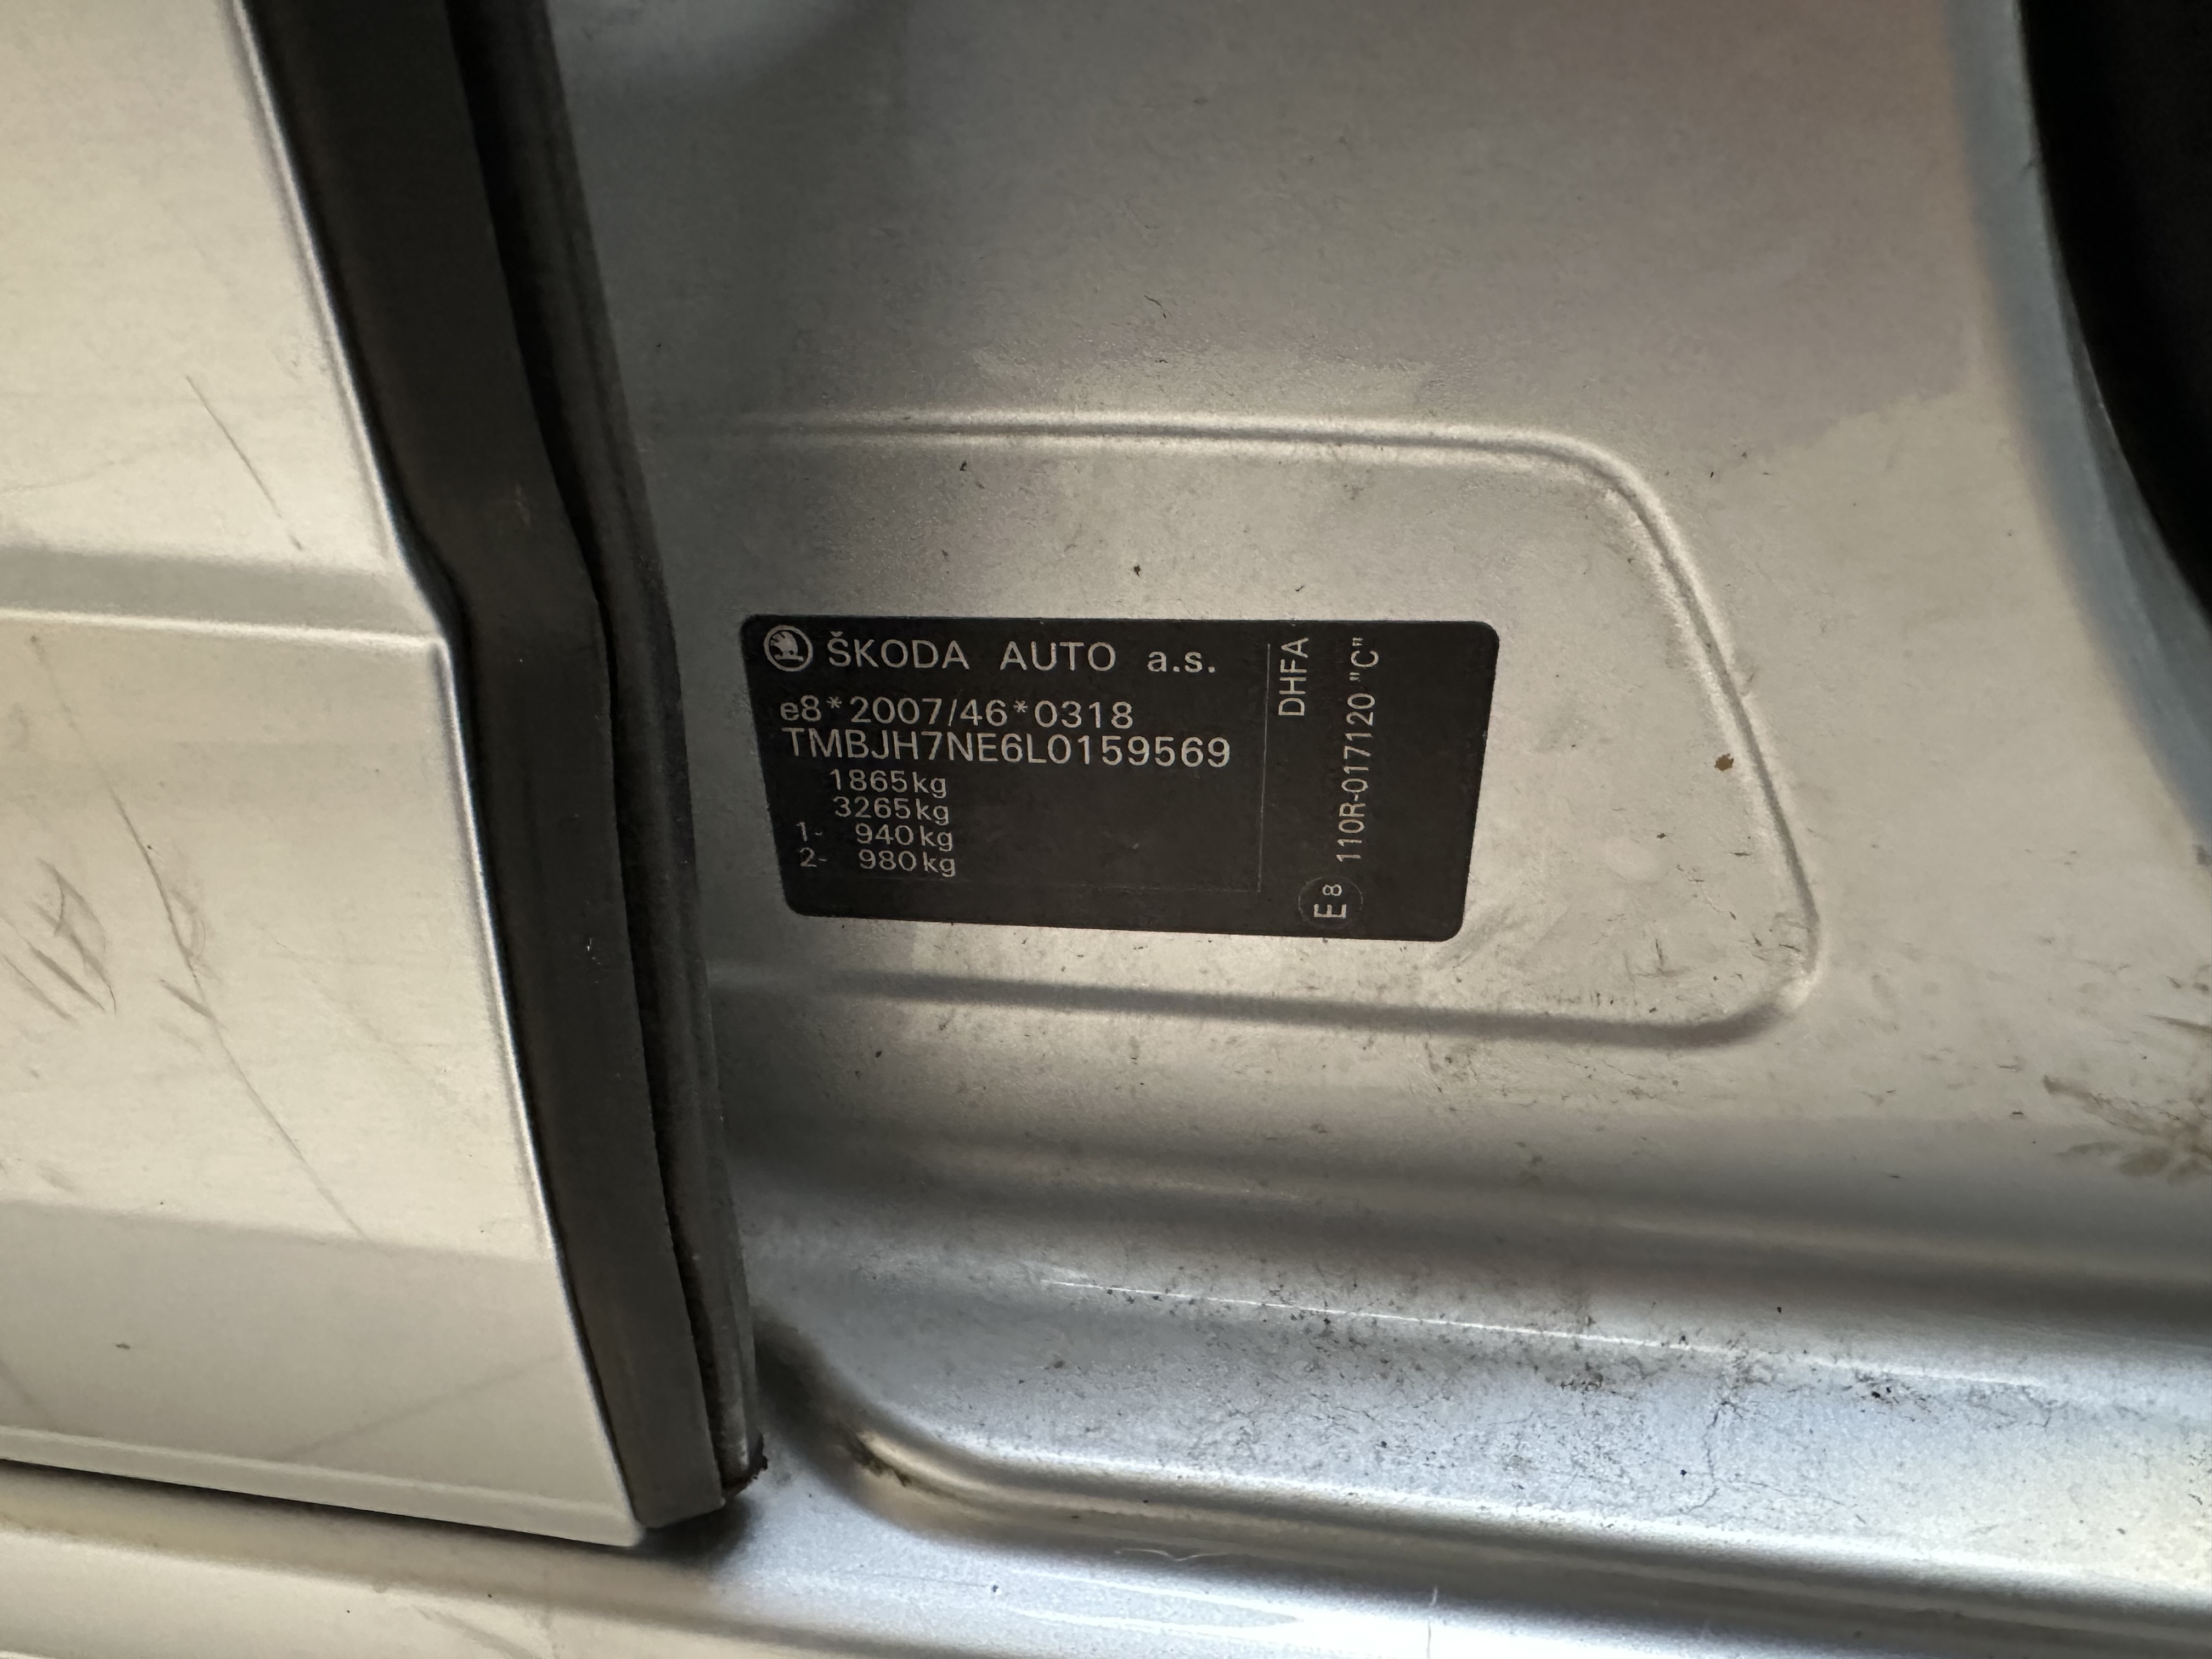 ŠKODA AUTO a.s.
e8*2007/46*0318
TMBJH7NE6L0159569
1865kg
3265kg
1- 940kg
2- 980kg
DHFA
E8 110R-017120 "C"